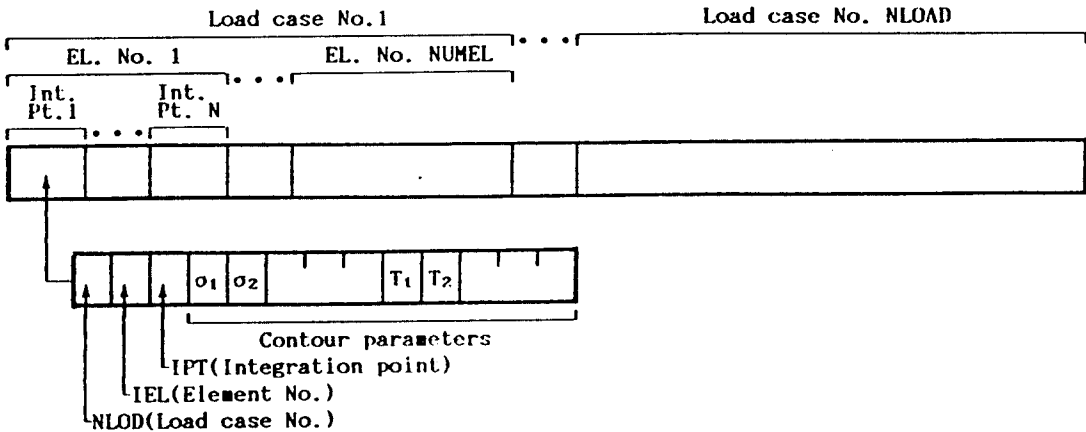 Load case No.1
Load case No. NLOAD
EL. No. 1
EL. No. NUMEL
Int.
Pt.1
Int.
Pt. N
σ1 σ2 T1 T2
Contour parameters
IPT(Integration point)
IEL(Element No.)
NLOD(Load case No.)